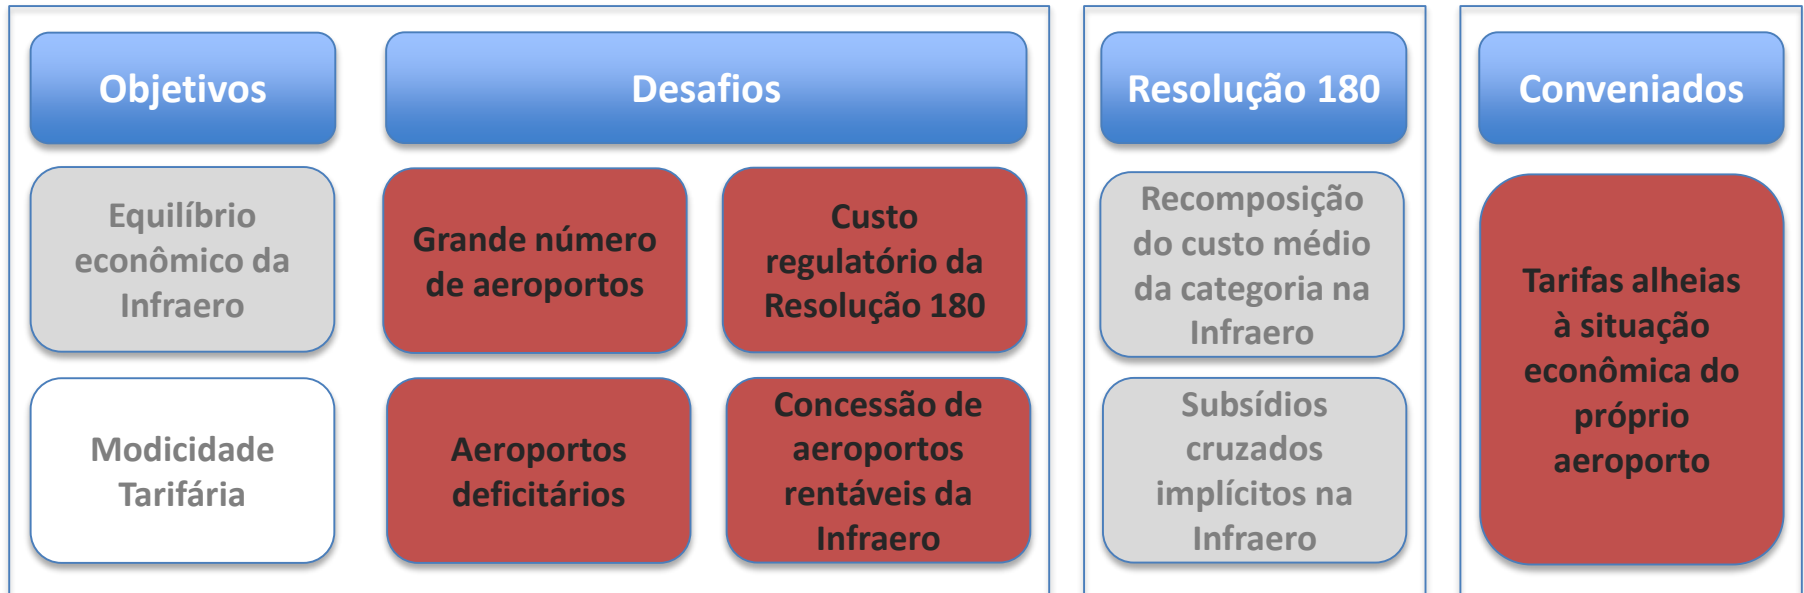 Objetivos
Desafios
Resolução 180
Conveniados
Equilíbrio
econômico da
Infraero
Grande número
de aeroportos
Custo
regulatório da
Resolução 180
Recomposição
do custo médio
da categoria na
Infraero
Tarifas alheias
à situação
econômica do
próprio
aeroporto
Modicidade
Tarifária
Aeroportos
deficitários
Concessão de
aeroportos
rentáveis da
Infraero
Subsídios
cruzados
implícitos na
Infraero